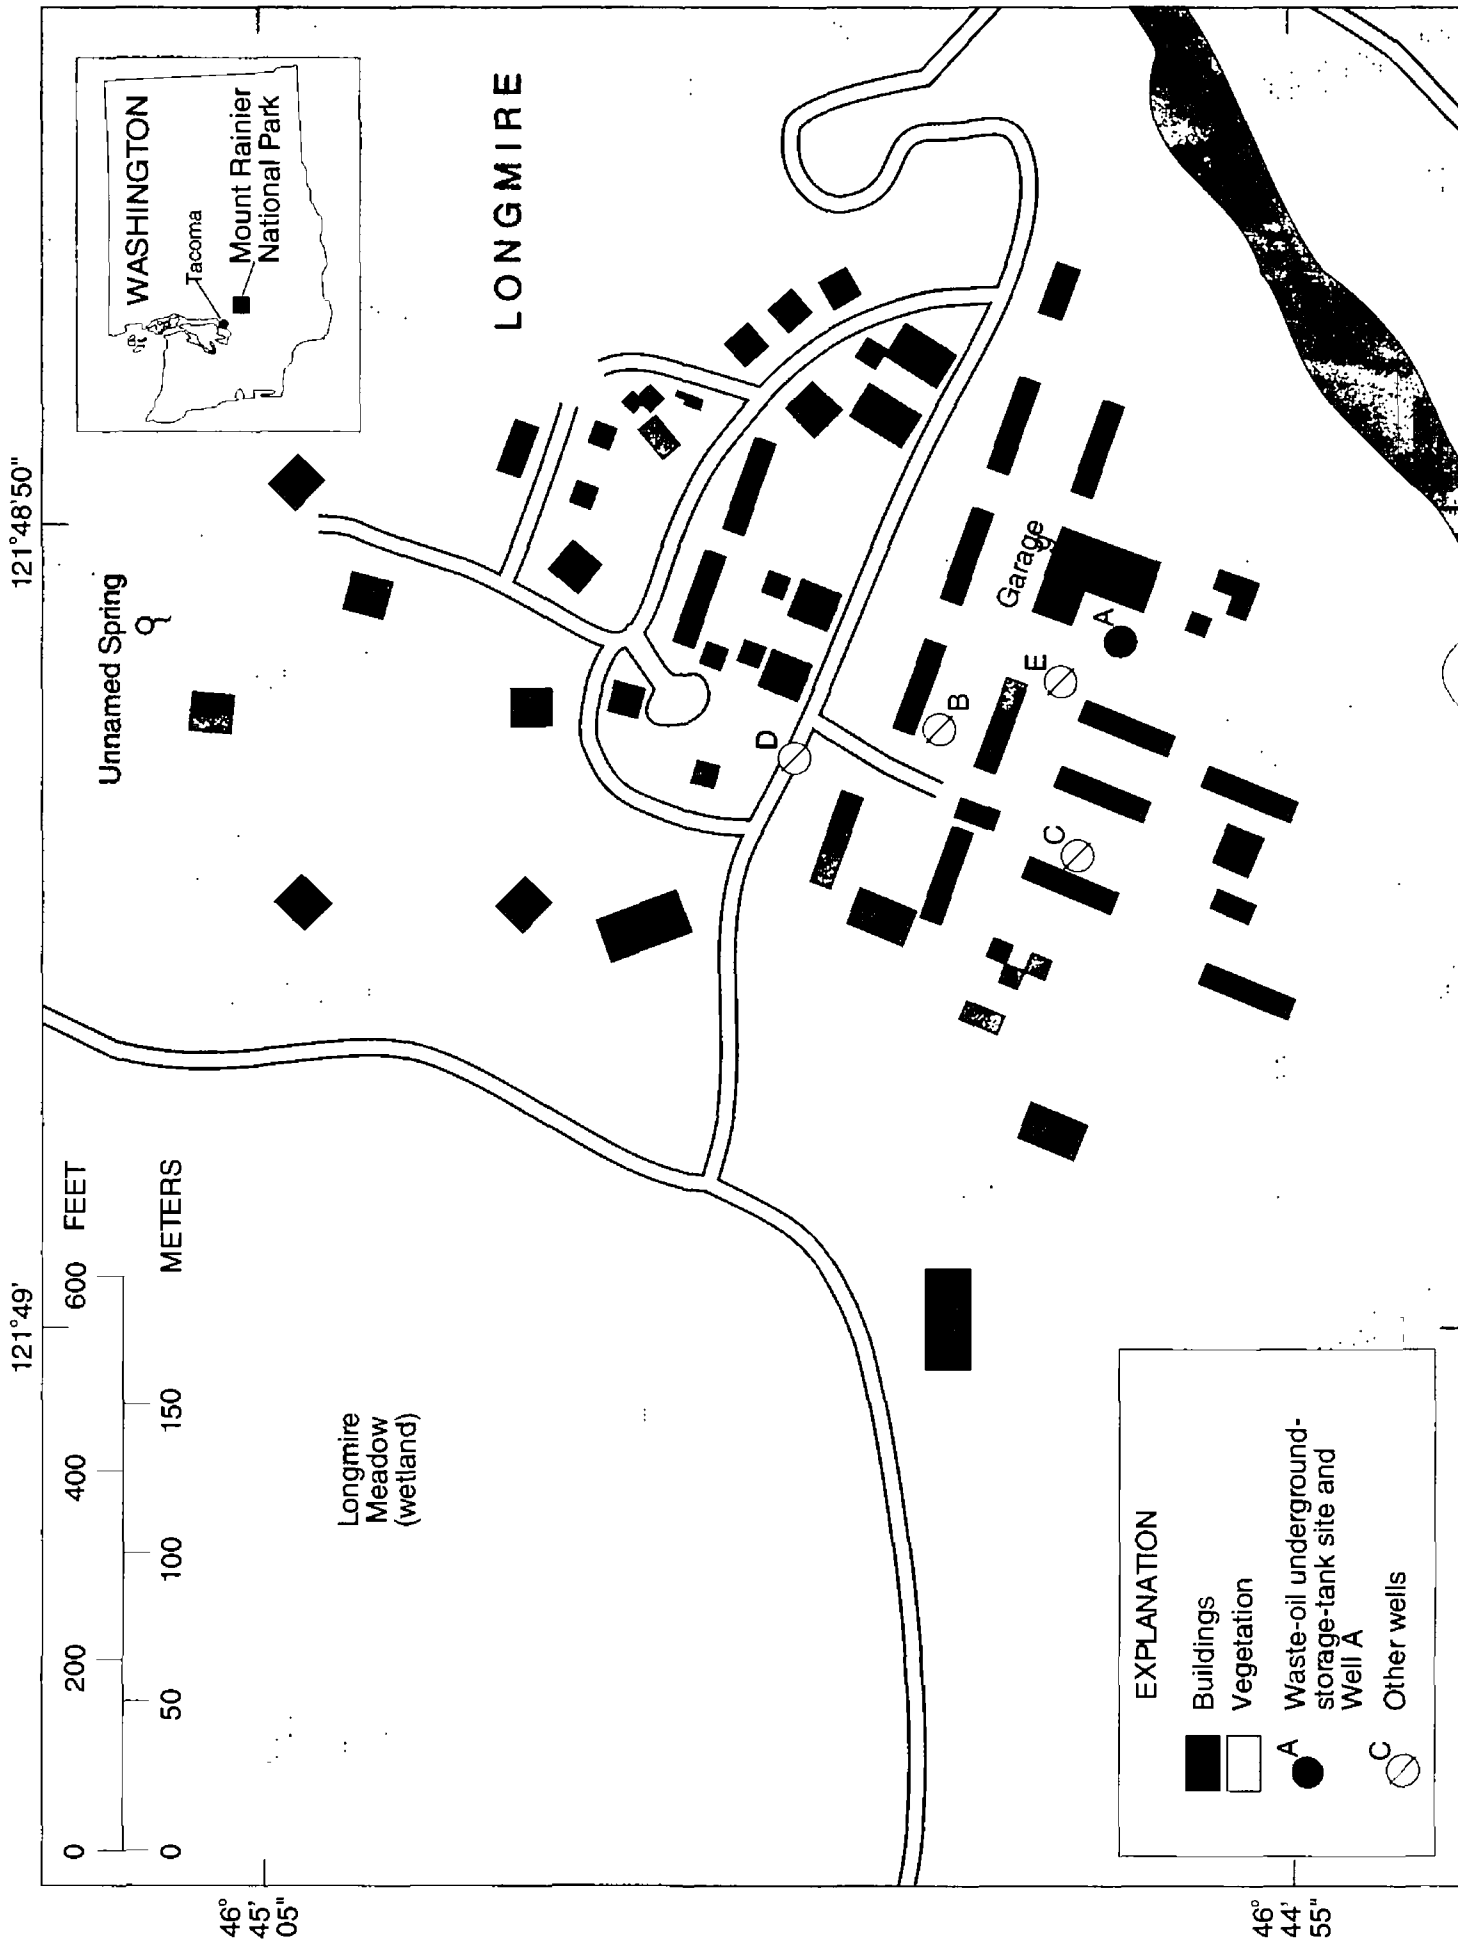 121°49'
121°48'50"
46°
45'
05"
46°
44'
55"
0
200
400
600
FEET
0
50
100
150
METERS
WASHINGTON
Tacoma
Mount Rainier
National Park
Unnamed Spring
LONGMIRE
Longmire
Meadow
(wetland)
D
B
E
C
A
Garage
EXPLANATION
Buildings
Vegetation
A
Waste-oil underground-
storage-tank site and
Well A
C
Other wells